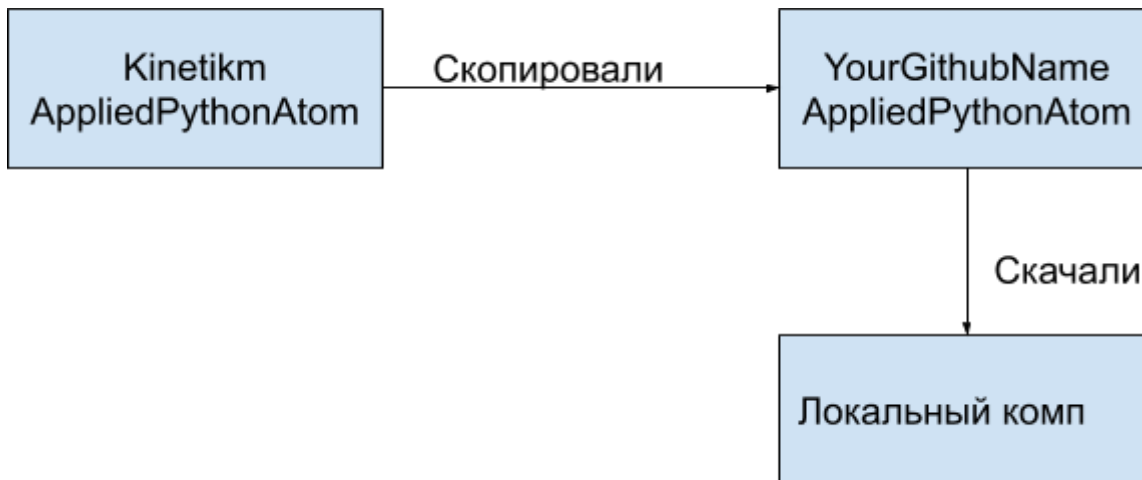 Kinetikm
AppliedPythonAtom
Скопировали
YourGithubName
AppliedPythonAtom
Скачали
Локальный комп